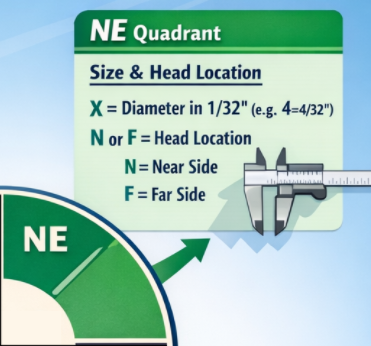 NE Quadrant
Size & Head Location
X = Diameter in 1/32" (e.g. 4=4/32")
N or F = Head Location
N = Near Side
F = Far Side
NE